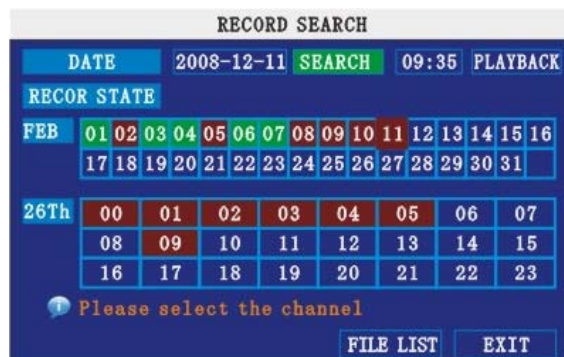 RECORD SEARCH
DATE 2008-12-11 SEARCH 09:35 PLAYBACK
RECOR STATE
FEB 01 02 03 04 05 06 07 08 09 10 11 12 13 14 15 16
17 18 19 20 21 22 23 24 25 26 27 28 29 30 31
26Th 00 01 02 03 04 05 06 07
08 09 10 11 12 13 14 15
16 17 18 19 20 21 22 23
Please select the channel
FILE LIST EXIT